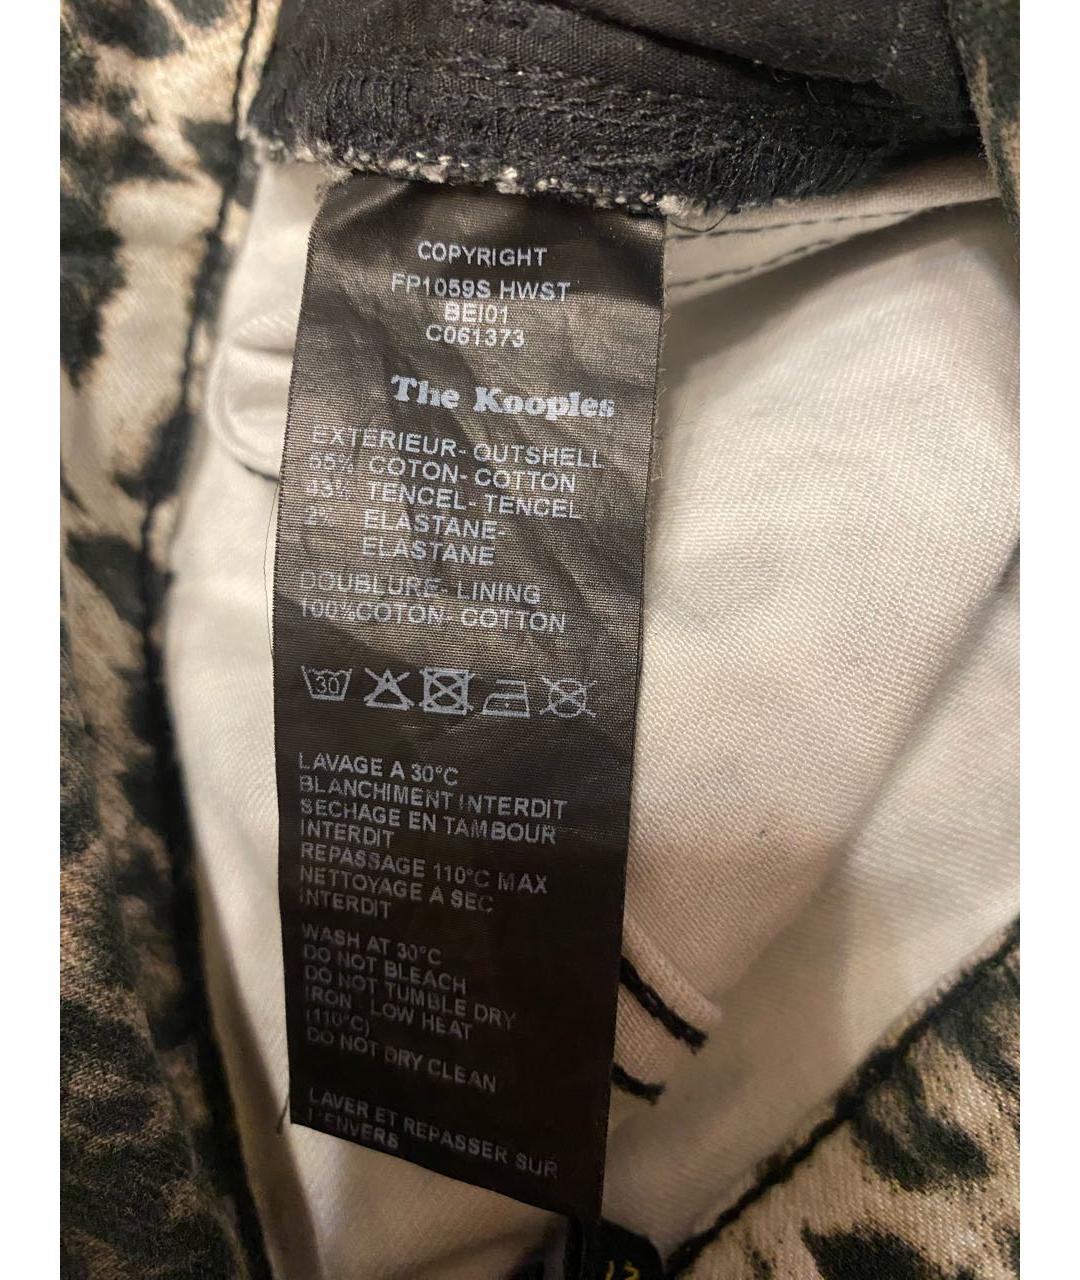 COPYRIGHT
FP1059S HWST
BEI01
C061373
The Kooples
EXTERIEUR- OUTSHELL
55% COTON- COTTON
43% TENCEL- TENCEL
2% ELASTANE-
ELASTANE
DOUBLURE- LINING
100%COTON- COTTON
30
LAVAGE A 30°C
BLANCHIMENT INTERDIT
SECHAGE EN TAMBOUR
INTERDIT
REPASSAGE 110°C MAX
NETTOYAGE A SEC
INTERDIT
WASH AT 30°C
DO NOT BLEACH
DO NOT TUMBLE DRY
IRON LOW HEAT
(110°C)
DO NOT DRY CLEAN
LAVER ET REPASSER SUR
L'ENVERS